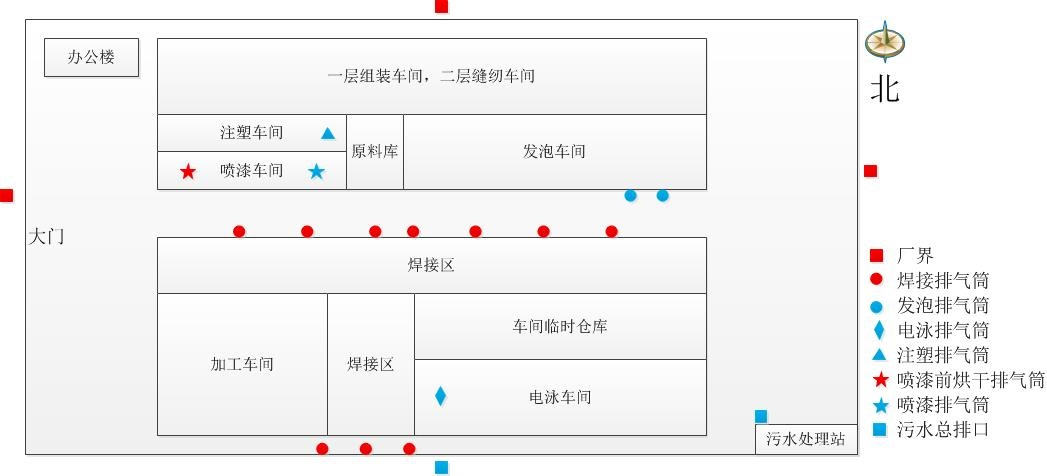 办公楼
一层组装车间，二层缝纫车间
北
注塑车间
原料库
发泡车间
喷漆车间
大门
焊接区
加工车间
焊接区
车间临时仓库
电泳车间
污水处理站
厂界
焊接排气筒
发泡排气筒
电泳排气筒
注塑排气筒
喷漆前烘干排气筒
喷漆排气筒
污水总排口